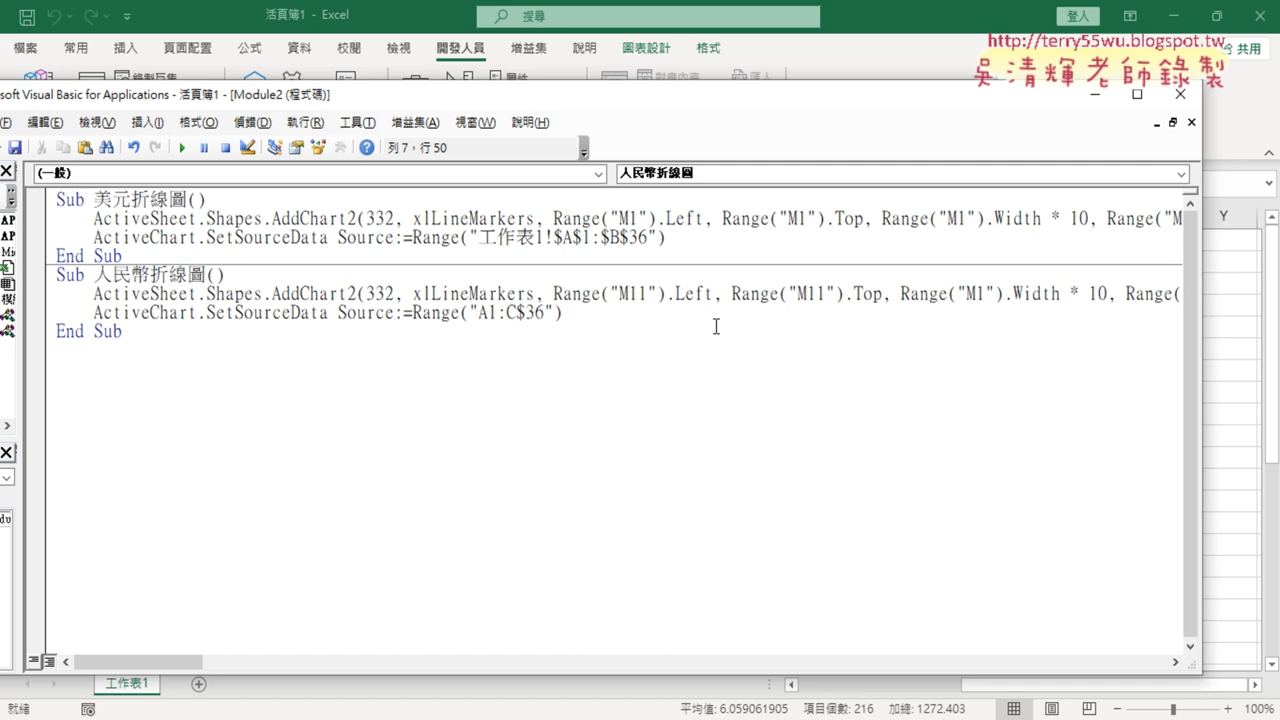 活頁簿1 - Excel
搜尋
登入
檔案 常用 插入 頁面配置 公式 資料 校閱 檢視 開發人員 增益集 說明 圖表設計 格式
共用
http://terry55wu.blogspot.tw
吳清輝老師錄製
soft Visual Basic for Applications - 活頁簿1 - [Module2 (程式碼)]
(F) 編輯(E) 檢視(V) 插入(I) 格式(O) 偵錯(D) 執行(R) 工具(T) 增益集(A) 視窗(W) 說明(H)
列 7，行 50
(一般) 人民幣折線圖
Sub 美元折線圖()
ActiveSheet.Shapes.AddChart2(332, xlLineMarkers, Range("M1").Left, Range("M1").Top, Range("M1").Width * 10, Range("M
ActiveChart.SetSourceData Source:=Range("工作表1!$A$1:$B$36")
End Sub
Sub 人民幣折線圖()
ActiveSheet.Shapes.AddChart2(332, xlLineMarkers, Range("M11").Left, Range("M11").Top, Range("M1").Width * 10, Range(
ActiveChart.SetSourceData Source:=Range("A1:C$36")
End Sub
Y
工作表1
就緒
平均值: 6.059061905 項目個數: 216 加總: 1272.403
100%